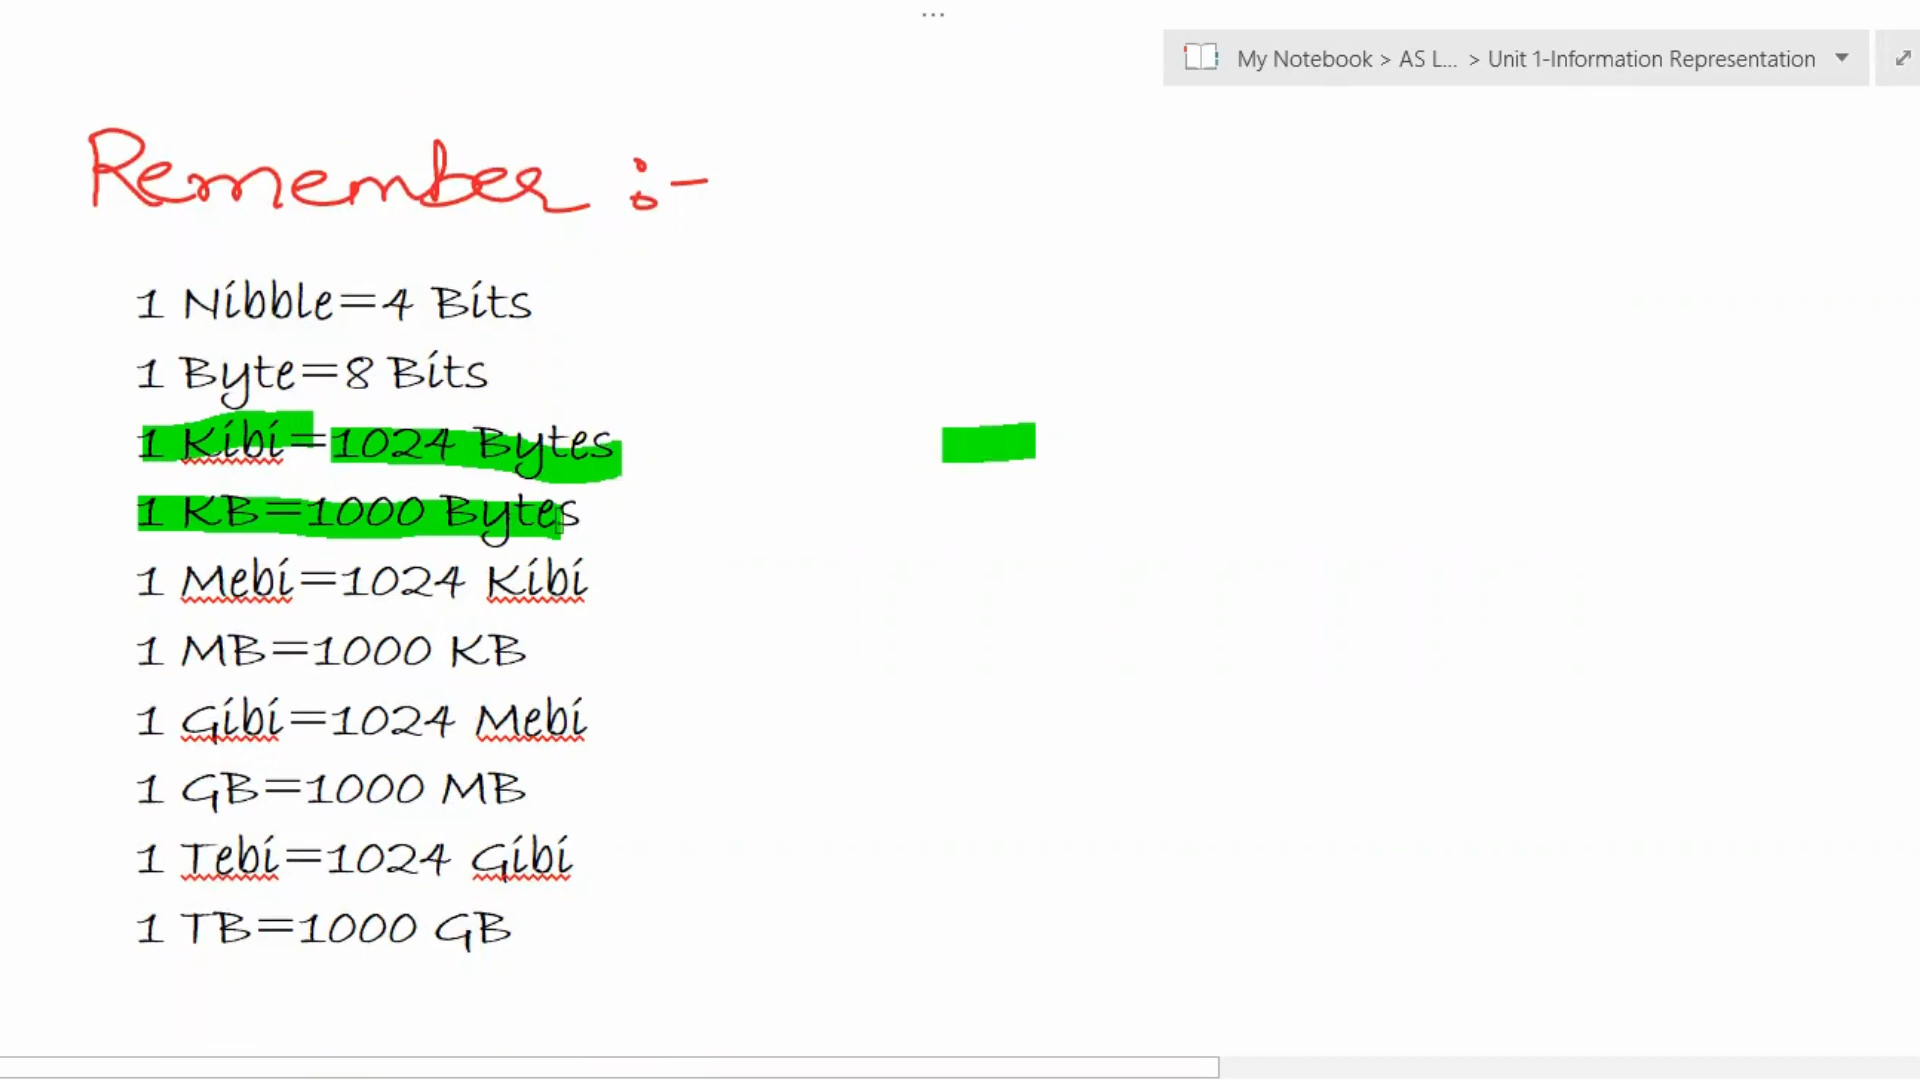 ...
My Notebook > AS L... > Unit 1-Information Representation
Remember :-
1 Nibble=4 Bits
1 Byte=8 Bits
1 Kibi=1024 Bytes
1 KB=1000 Bytes
1 Mebi=1024 Kibi
1 MB=1000 KB
1 Gibi=1024 Mebi
1 GB=1000 MB
1 Tebi=1024 Gibi
1 TB=1000 GB